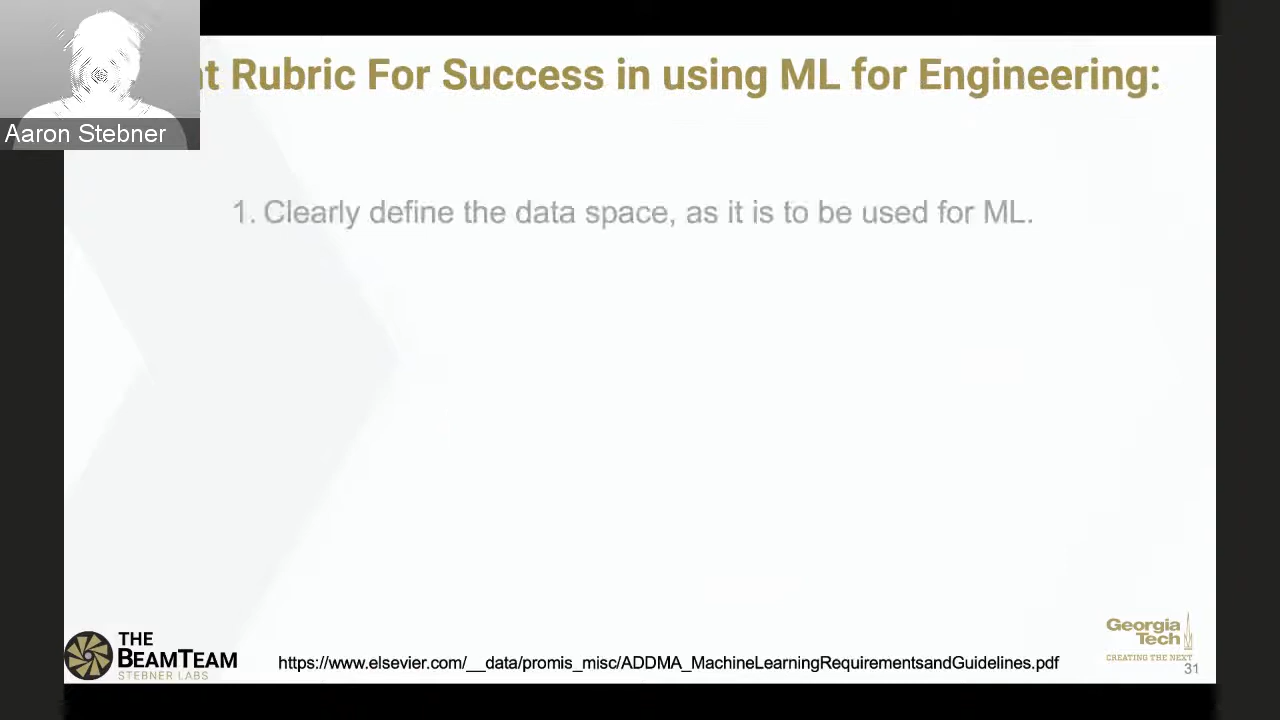 Rubric For Success in using ML for Engineering:
Aaron Stebner
1. Clearly define the data space, as it is to be used for ML.
THE
BEAMTEAM
STEBNER LABS
https://www.elsevier.com/__data/promis_misc/ADDMA_MachineLearningRequirementsandGuidelines.pdf
Georgia
Tech
CREATING THE NEXT
31